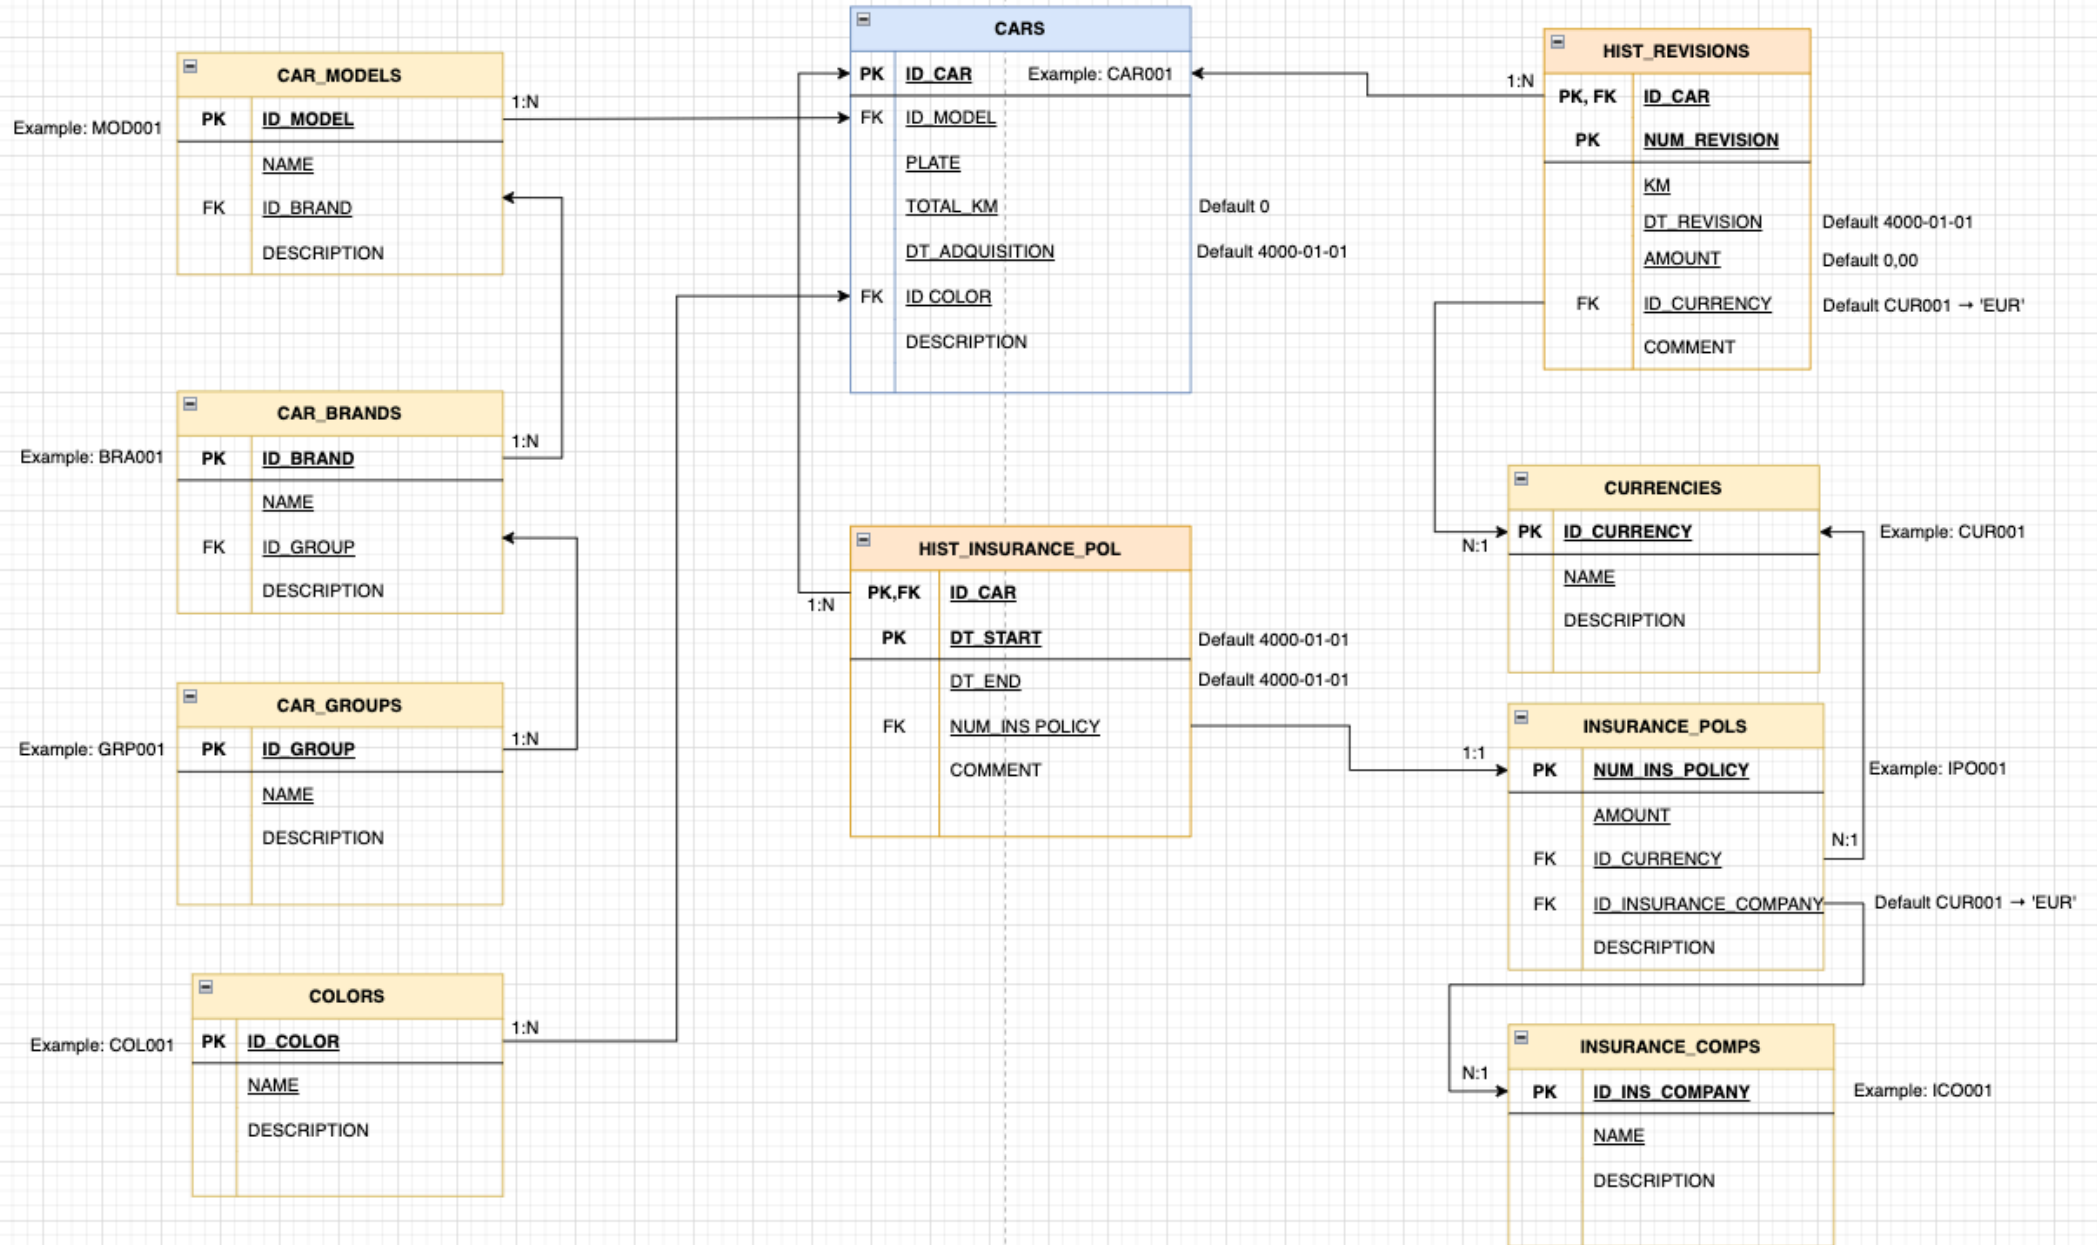 CAR_MODELS
Example: MOD001
PK ID_MODEL
1:N
NAME
FK ID_BRAND
DESCRIPTION
CAR_BRANDS
Example: BRA001
PK ID_BRAND
1:N
NAME
FK ID_GROUP
DESCRIPTION
CAR_GROUPS
Example: GRP001
PK ID_GROUP
1:N
NAME
DESCRIPTION
COLORS
Example: COL001
PK ID_COLOR
1:N
NAME
DESCRIPTION
CARS
PK ID_CAR Example: CAR001
FK ID_MODEL
PLATE
TOTAL_KM Default 0
DT_ADQUISITION Default 4000-01-01
FK ID COLOR
DESCRIPTION
HIST_INSURANCE_POL
PK,FK ID_CAR
1:N
PK DT_START Default 4000-01-01
DT_END Default 4000-01-01
FK NUM_INS POLICY
COMMENT
HIST_REVISIONS
1:N
PK, FK ID_CAR
PK NUM_REVISION
KM
DT_REVISION Default 4000-01-01
AMOUNT Default 0,00
FK ID_CURRENCY Default CUR001 → 'EUR'
COMMENT
CURRENCIES
N:1
PK ID_CURRENCY Example: CUR001
NAME
DESCRIPTION
INSURANCE_POLS
1:1
PK NUM_INS_POLICY Example: IPO001
AMOUNT
N:1
FK ID_CURRENCY
FK ID_INSURANCE_COMPANY Default CUR001 → 'EUR'
DESCRIPTION
INSURANCE_COMPS
N:1
PK ID_INS_COMPANY Example: ICO001
NAME
DESCRIPTION